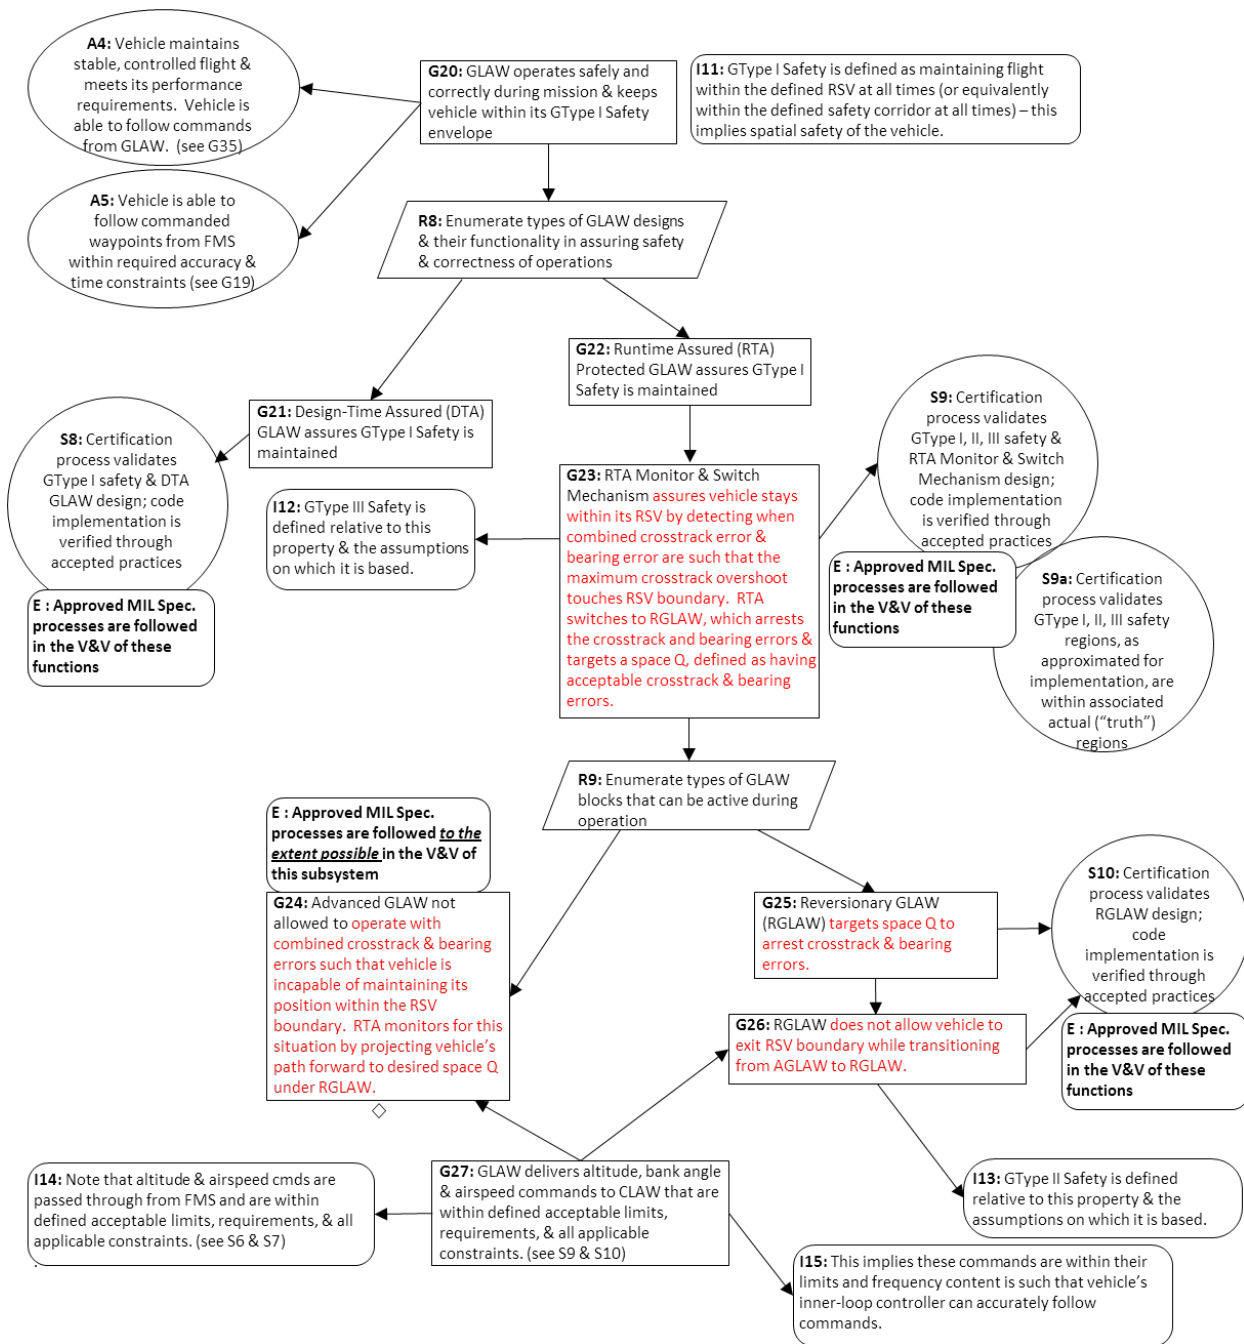 A4: Vehicle maintains
stable, controlled flight &
meets its performance
requirements.  Vehicle is
able to follow commands
from GLAW.  (see G35)
G20: GLAW operates safely and
correctly during mission & keeps
vehicle within its GType I Safety
envelope
I11: GType I Safety is defined as maintaining flight
within the defined RSV at all times (or equivalently
within the defined safety corridor at all times) – this
implies spatial safety of the vehicle.
A5: Vehicle is able to
follow commanded
waypoints from FMS
within required accuracy &
time constraints (see G19)
R8: Enumerate types of GLAW designs
& their functionality in assuring safety
& correctness of operations
G22: Runtime Assured (RTA)
Protected GLAW assures GType I
Safety is maintained
G21: Design-Time Assured (DTA)
GLAW assures GType I Safety is
maintained
S8: Certification
process validates
GType I safety & DTA
GLAW design; code
implementation is
verified through
accepted practices
E : Approved MIL Spec.
processes are followed
in the V&V of these
functions
I12: GType III Safety is
defined relative to this
property & the assumptions
on which it is based.
G23: RTA Monitor & Switch
Mechanism assures vehicle stays
within its RSV by detecting when
combined crosstrack error &
bearing error are such that the
maximum crosstrack overshoot
touches RSV boundary.  RTA
switches to RGLAW, which arrests
the crosstrack and bearing errors &
targets a space Q, defined as having
acceptable crosstrack & bearing
errors.
S9: Certification
process validates
GType I, II, III safety &
RTA Monitor & Switch
Mechanism design;
code implementation
is verified through
accepted practices
E : Approved MIL Spec.
processes are followed
in the V&V of these
functions
S9a: Certification
process validates
GType I, II, III safety
regions, as
approximated for
implementation, are
within associated
actual (“truth”)
regions
R9: Enumerate types of GLAW
blocks that can be active during
operation
E : Approved MIL Spec.
processes are followed to the
extent possible in the V&V of
this subsystem
G24: Advanced GLAW not
allowed to operate with
combined crosstrack & bearing
errors such that vehicle is
incapable of maintaining its
position within the RSV
boundary.  RTA monitors for this
situation by projecting vehicle’s
path forward to desired space Q
under RGLAW.
G25: Reversionary GLAW
(RGLAW) targets space Q to
arrest crosstrack & bearing
errors.
S10: Certification
process validates
RGLAW design;
code
implementation is
verified through
accepted practices
E : Approved MIL Spec.
processes are followed
in the V&V of these
functions
G26: RGLAW does not allow vehicle to
exit RSV boundary while transitioning
from AGLAW to RGLAW.
I14: Note that altitude & airspeed cmds are
passed through from FMS and are within
defined acceptable limits, requirements, & all
applicable constraints. (see S6 & S7)
.
G27: GLAW delivers altitude, bank angle
& airspeed commands to CLAW that are
within defined acceptable limits,
requirements, & all applicable
constraints. (see S9 & S10)
I13: GType II Safety is defined
relative to this property & the
assumptions on which it is based.
I15: This implies these commands are within their
limits and frequency content is such that vehicle’s
inner-loop controller can accurately follow
commands.